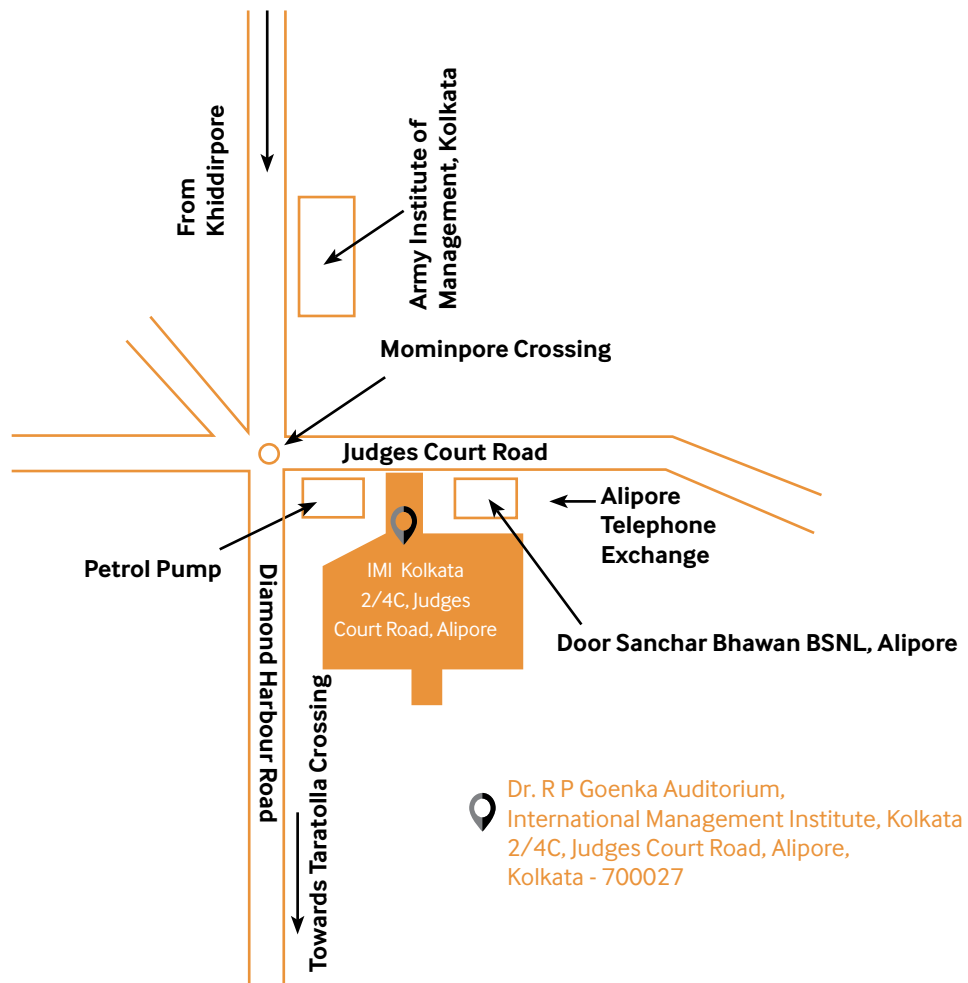 From
Khiddirpore
Army Institute of
Management, Kolkata
Mominpore Crossing
Judges Court Road
Alipore
Telephone
Exchange
Petrol Pump
IMI Kolkata
2/4C, Judges
Court Road, Alipore
Door Sanchar Bhawan BSNL, Alipore
Diamond Harbour Road
Towards Taratolla Crossing
Dr. R P Goenka Auditorium,
International Management Institute, Kolkata
2/4C, Judges Court Road, Alipore,
Kolkata - 700027